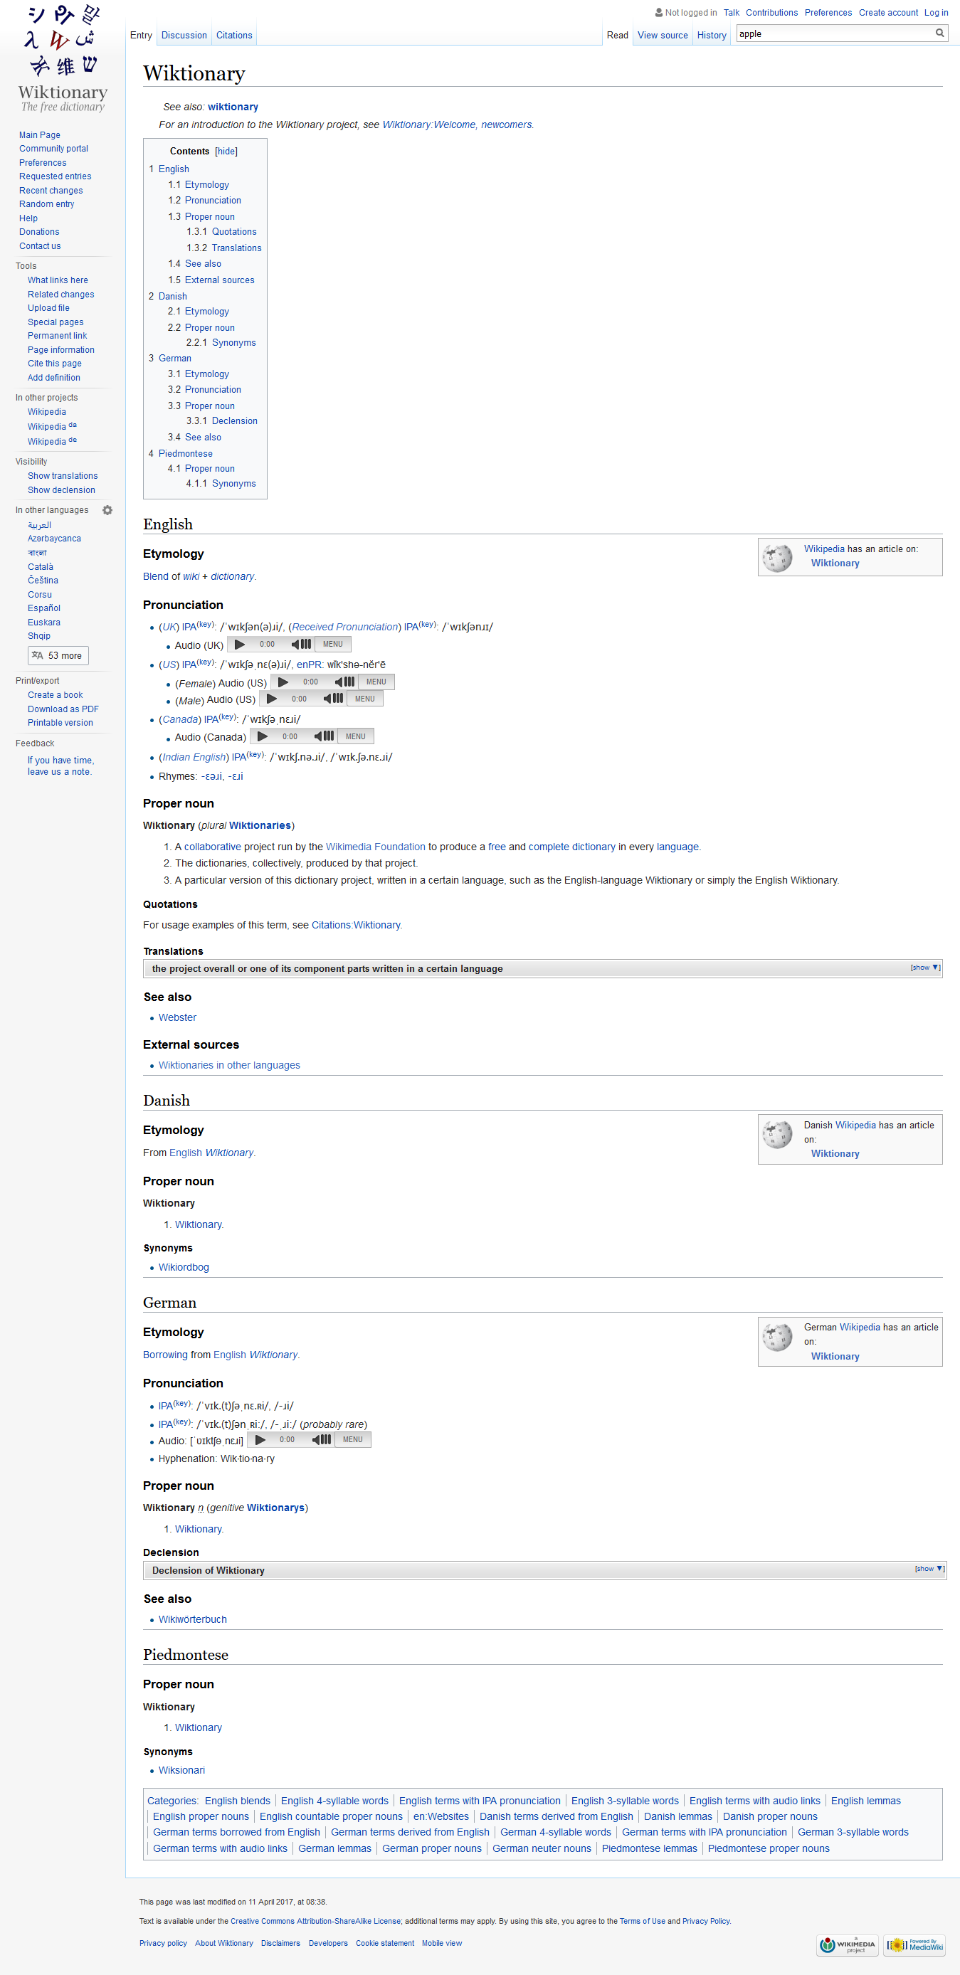 Not logged in Talk Contributions Preferences Create account Log in
Entry Discussion Citations Read View source History apple
Wiktionary
The free dictionary
Main Page
Community portal
Preferences
Requested entries
Recent changes
Random entry
Help
Donations
Contact us
Tools
What links here
Related changes
Upload file
Special pages
Permanent link
Page information
Cite this page
Add definition
In other projects
Wikipedia
Wikipedia da
Wikipedia de
Visibility
Show translations
Show declension
In other languages
العربية
Azərbaycanca
বাংলা
Català
Čeština
Corsu
Español
Euskara
Shqip
53 more
Print/export
Create a book
Download as PDF
Printable version
Feedback
If you have time,
leave us a note.
Wiktionary
See also: wiktionary
For an introduction to the Wiktionary project, see Wiktionary:Welcome, newcomers.
Contents [hide]
1 English
1.1 Etymology
1.2 Pronunciation
1.3 Proper noun
1.3.1 Quotations
1.3.2 Translations
1.4 See also
1.5 External sources
2 Danish
2.1 Etymology
2.2 Proper noun
2.2.1 Synonyms
3 German
3.1 Etymology
3.2 Pronunciation
3.3 Proper noun
3.3.1 Declension
3.4 See also
4 Piedmontese
4.1 Proper noun
4.1.1 Synonyms
English
Wikipedia has an article on:
Wiktionary
Etymology
Blend of wiki + dictionary.
Pronunciation
(UK) IPA(key): /ˈwɪkʃən(ə)ɹi/, (Received Pronunciation) IPA(key): /ˈwɪkʃənɹɪ/
Audio (UK) 0:00 MENU
(US) IPA(key): /ˈwɪkʃəˌnɛ(ə)ɹi/, enPR: wĭk'shə-nĕr'ē
(Female) Audio (US) 0:00 MENU
(Male) Audio (US) 0:00 MENU
(Canada) IPA(key): /ˈwɪkʃəˌnɛɹi/
Audio (Canada) 0:00 MENU
(Indian English) IPA(key): /ˈwɪkʃ.nə.ɹi/, /ˈwɪk.ʃə.nɛ.ɹi/
Rhymes: -ɛəɹi, -ɛɹi
Proper noun
Wiktionary (plural Wiktionaries)
1. A collaborative project run by the Wikimedia Foundation to produce a free and complete dictionary in every language.
2. The dictionaries, collectively, produced by that project.
3. A particular version of this dictionary project, written in a certain language, such as the English-language Wiktionary or simply the English Wiktionary.
Quotations
For usage examples of this term, see Citations:Wiktionary.
Translations
the project overall or one of its component parts written in a certain language [show ▼]
See also
Webster
External sources
Wiktionaries in other languages
Danish
Danish Wikipedia has an article
on:
Wiktionary
Etymology
From English Wiktionary.
Proper noun
Wiktionary
1. Wiktionary.
Synonyms
Wikiordbog
German
German Wikipedia has an article
on:
Wiktionary
Etymology
Borrowing from English Wiktionary.
Pronunciation
IPA(key): /ˈvɪk.(t)ʃəˌnɛ.ʀi/, /-ɹi/
IPA(key): /ˈvɪk.(t)ʃənˌʀiː/, /-ˌɹiː/ (probably rare)
Audio: [ˈʋɪktʃəˌnɛɹi] 0:00 MENU
Hyphenation: Wik·tio·na·ry
Proper noun
Wiktionary n (genitive Wiktionarys)
1. Wiktionary.
Declension
Declension of Wiktionary [show ▼]
See also
Wikiwörterbuch
Piedmontese
Proper noun
Wiktionary
1. Wiktionary
Synonyms
Wiksionari
Categories: English blends English 4-syllable words English terms with IPA pronunciation English 3-syllable words English terms with audio links English lemmas
English proper nouns English countable proper nouns en:Websites Danish terms derived from English Danish lemmas Danish proper nouns
German terms borrowed from English German terms derived from English German 4-syllable words German terms with IPA pronunciation German 3-syllable words
German terms with audio links German lemmas German proper nouns German neuter nouns Piedmontese lemmas Piedmontese proper nouns
This page was last modified on 11 April 2017, at 08:38.
Text is available under the Creative Commons Attribution-ShareAlike License; additional terms may apply. By using this site, you agree to the Terms of Use and Privacy Policy.
Privacy policy About Wiktionary Disclaimers Developers Cookie statement Mobile view
A WIKIMEDIA project
Powered By MediaWiki